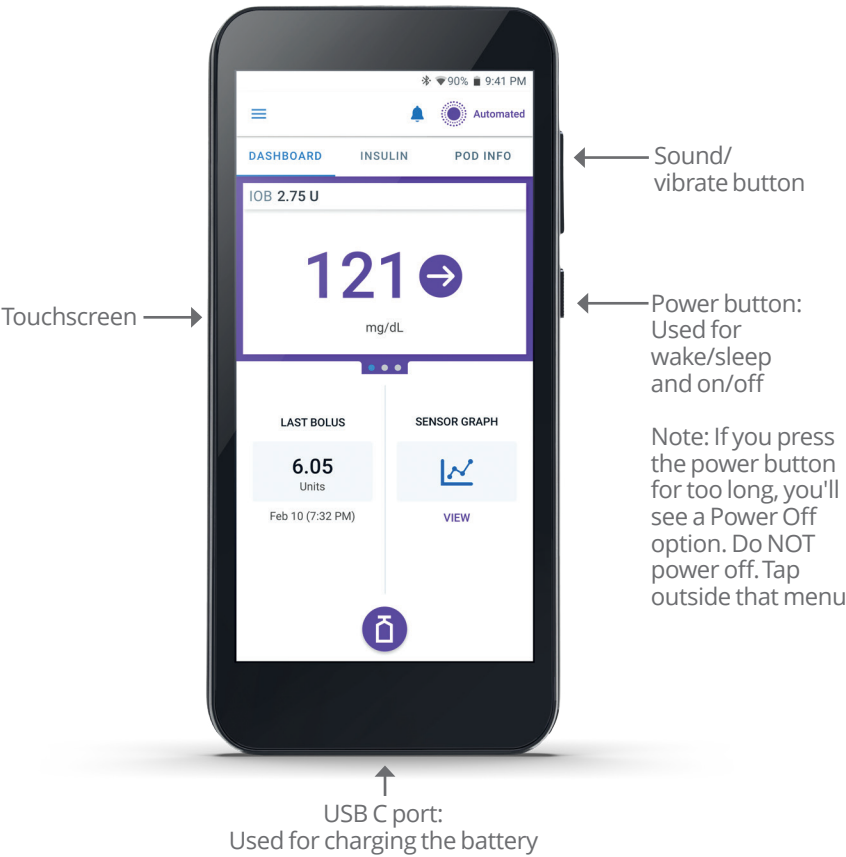 90% 9:41 PM
Automated
DASHBOARD INSULIN POD INFO
IOB 2.75 U
121
mg/dL
LAST BOLUS
6.05
Units
Feb 10 (7:32 PM)
SENSOR GRAPH
VIEW
Touchscreen
Sound/
vibrate button
Power button:
Used for
wake/sleep
and on/off
Note: If you press
the power button
for too long, you'll
see a Power Off
option. Do NOT
power off. Tap
outside that menu
USB C port:
Used for charging the battery